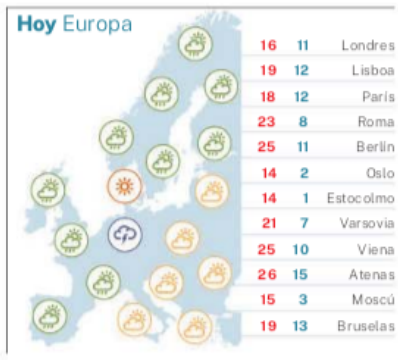 Hoy Europa
16 11 Londres
19 12 Lisboa
18 12 París
23 8 Roma
25 11 Berlín
14 2 Oslo
14 1 Estocolmo
21 7 Varsovia
25 10 Viena
26 15 Atenas
15 3 Moscú
19 13 Bruselas